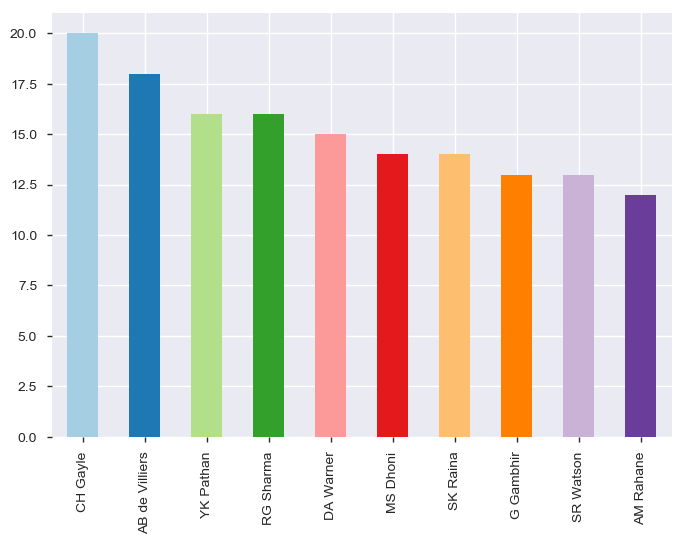 20.0
17.5
15.0
12.5
10.0
7.5
5.0
2.5
0.0
CH Gayle
AB de Villiers
YK Pathan
RG Sharma
DA Warner
MS Dhoni
SK Raina
G Gambhir
SR Watson
AM Rahane